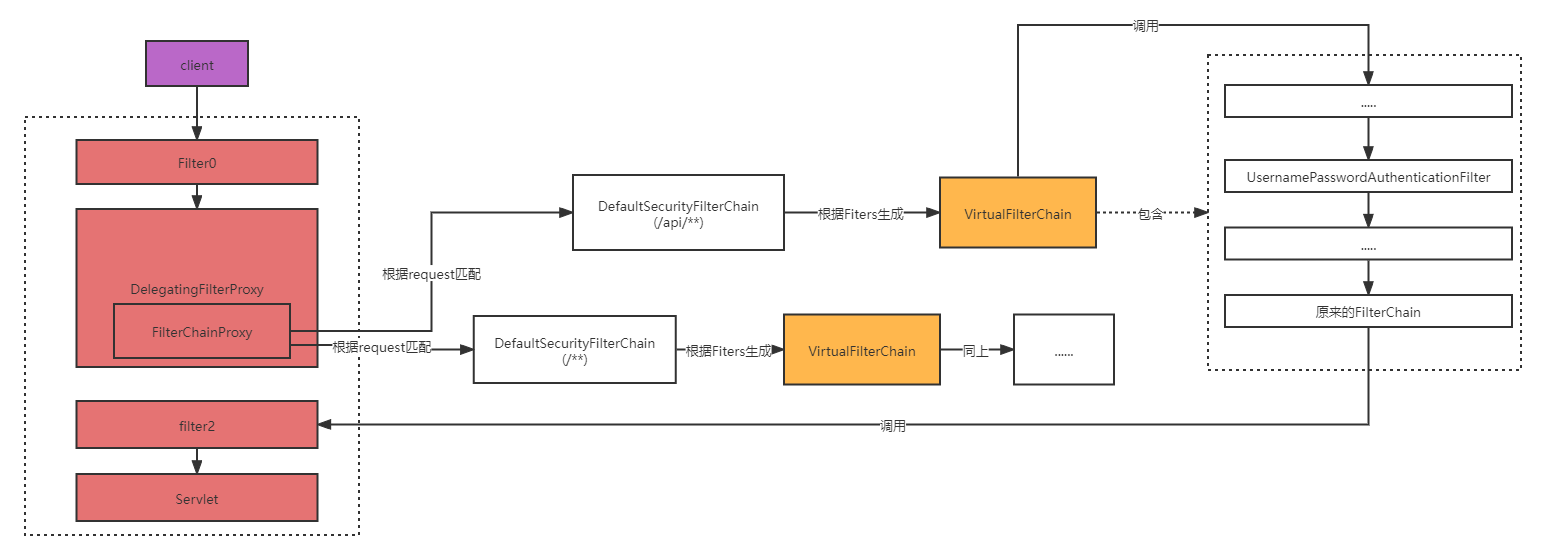 client
Filter0
DelegatingFilterProxy
FilterChainProxy
filter2
Servlet
根据request匹配
DefaultSecurityFilterChain
(/api/**)
根据Fiters生成
VirtualFilterChain
包含
调用
.....
UsernamePasswordAuthenticationFilter
.....
原来的FilterChain
根据request匹配
DefaultSecurityFilterChain
(/**)
根据Fiters生成
VirtualFilterChain
同上
......
调用